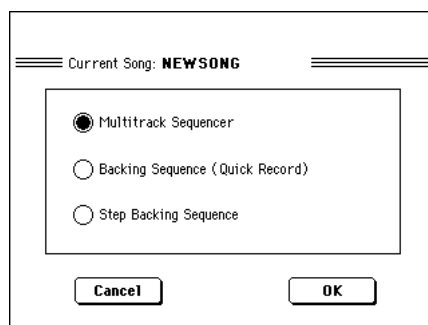 Current Song: NEWSONG
Multitrack Sequencer
Backing Sequence (Quick Record)
Step Backing Sequence
Cancel OK